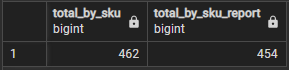 total_by_sku total_by_sku_report
bigint bigint
1 462 454